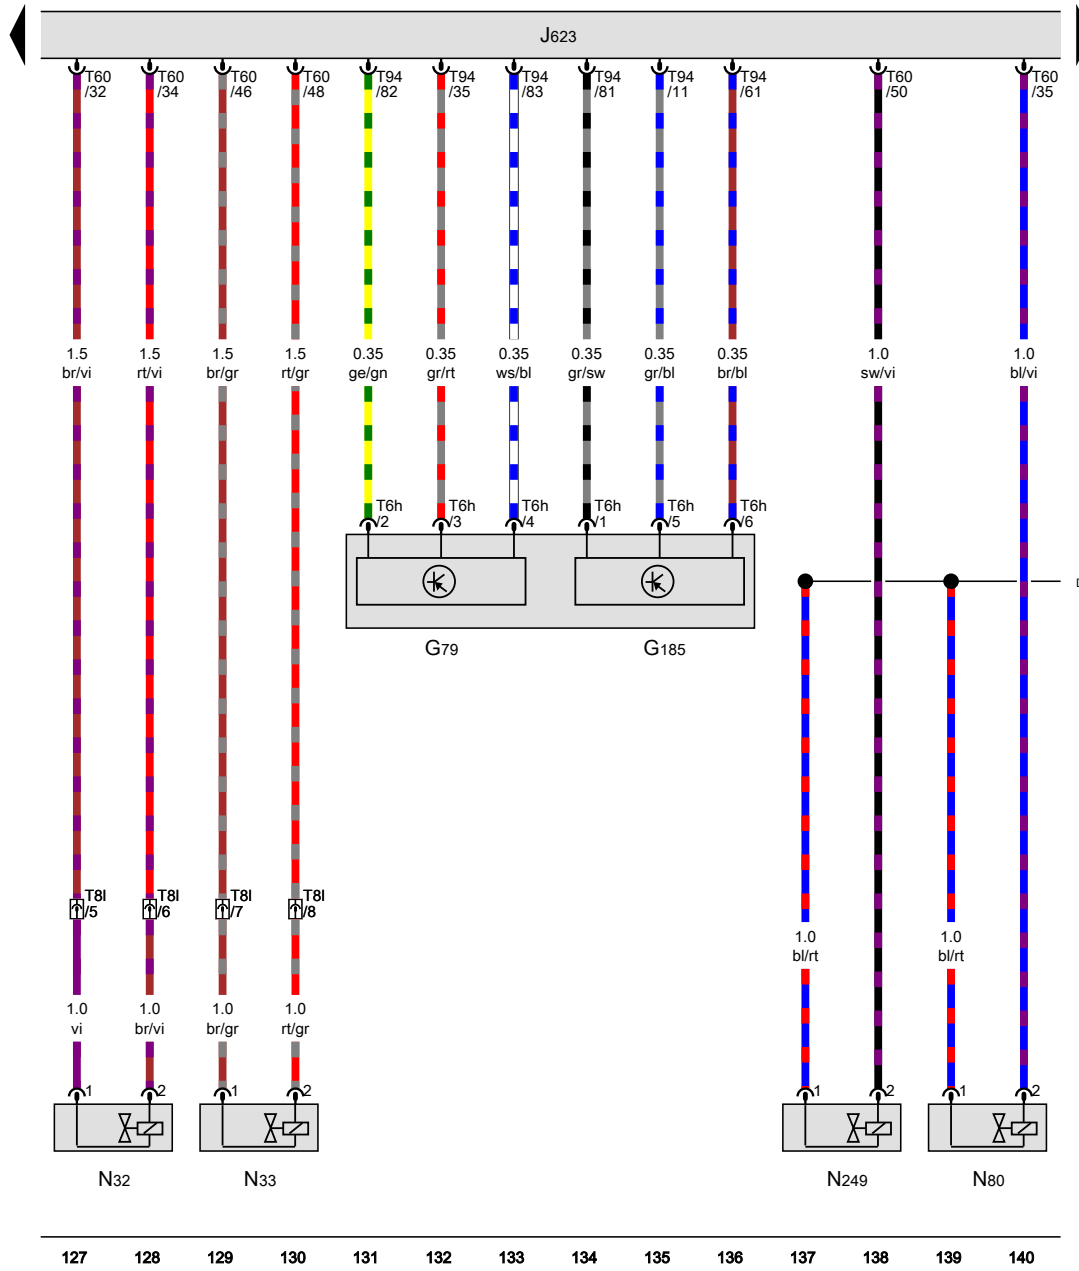 J623
T60 T60 T60 T60 T94 T94 T94 T94 T94 T94 T60 T60
/32 /34 /46 /48 /82 /35 /83 /81 /11 /61 /50 /35
1.5 1.5 1.5 1.5 0.35 0.35 0.35 0.35 0.35 0.35 1.0 1.0
br/vi rt/vi br/gr rt/gr ge/gn gr/rt ws/bl gr/sw gr/bl br/bl sw/vi bl/vi
T6h T6h T6h T6h T6h T6h
/2 /3 /4 /1 /5 /6
G79 G185
T8l T8l T8l T8l
/5 /6 /7 /8
1.0 1.0
bl/rt bl/rt
1.0 1.0 1.0 1.0
vi br/vi br/gr rt/gr
1 2 1 2 1 2 1 2
N32 N33 N249 N80
127 128 129 130 131 132 133 134 135 136 137 138 139 140